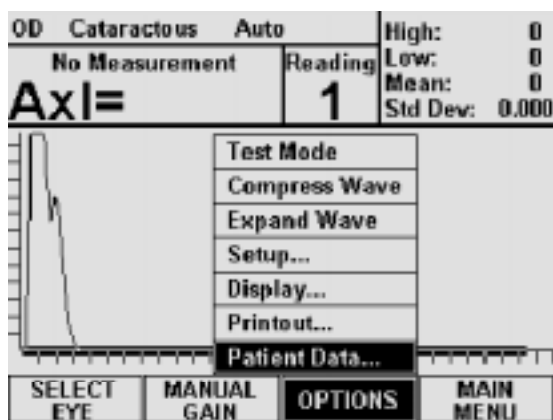 OD Cataractous Auto
No Measurement
Axl=
Reading
1
High: 0
Low: 0
Mean: 0
Std Dev: 0.000
Test Mode
Compress Wave
Expand Wave
Setup...
Display...
Printout...
Patient Data...
SELECT EYE
MANUAL GAIN
OPTIONS
MAIN MENU